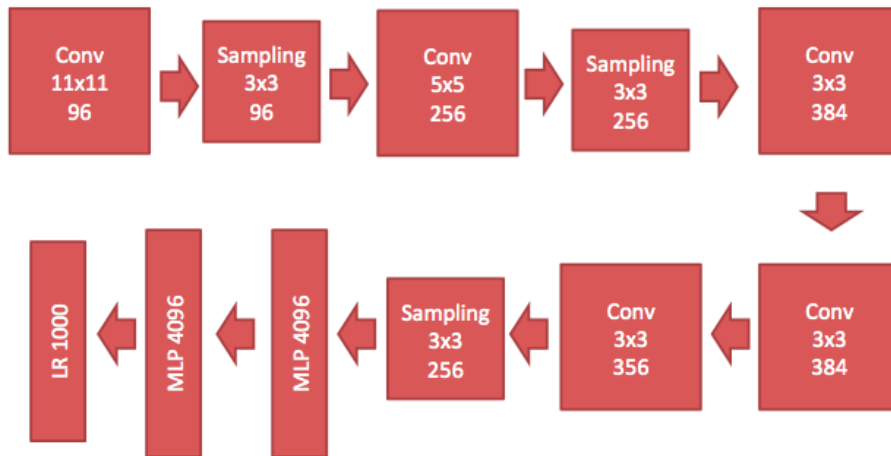 Conv
11x11
96
Sampling
3x3
96
Conv
5x5
256
Sampling
3x3
256
Conv
3x3
384
Conv
3x3
384
Conv
3x3
356
Sampling
3x3
256
MLP 4096
MLP 4096
LR 1000